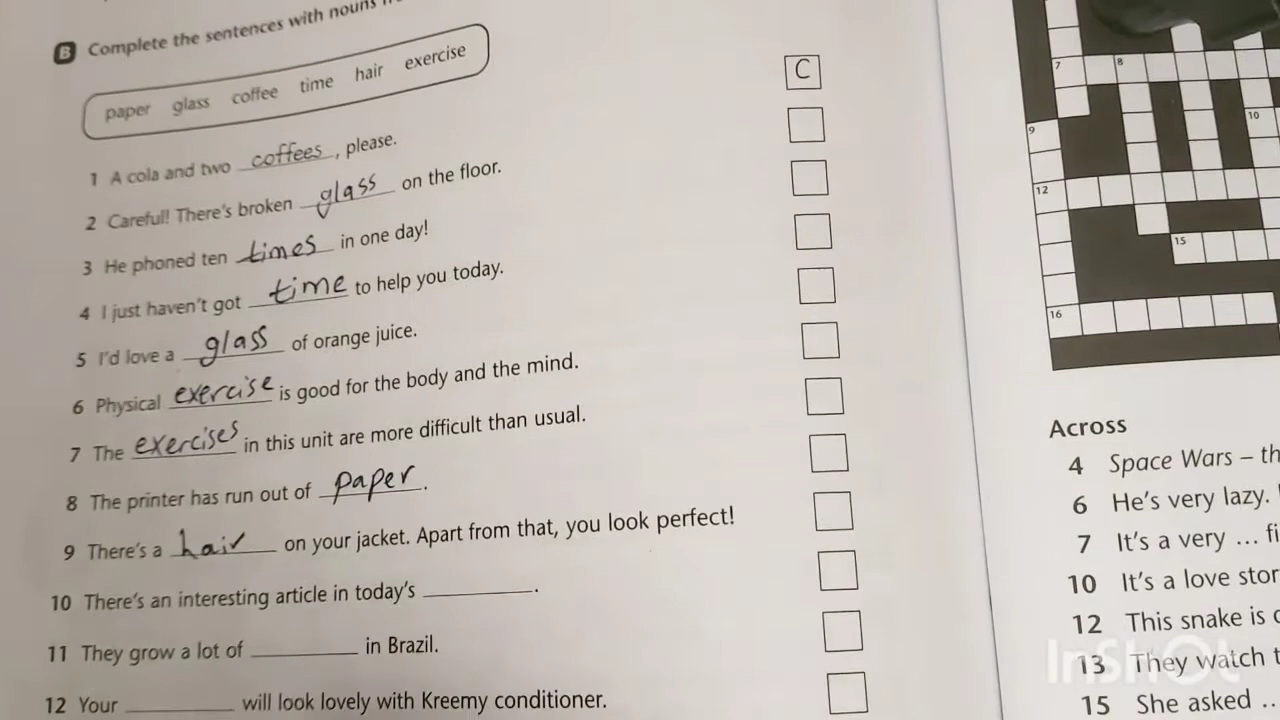 B Complete the sentences with nouns
paper glass coffee time hair exercise
C
1 A cola and two coffees, please.
2 Careful! There's broken glass on the floor.
3 He phoned ten times in one day!
4 I just haven't got time to help you today.
5 I'd love a glass of orange juice.
6 Physical exercise is good for the body and the mind.
7 The exercises in this unit are more difficult than usual.
8 The printer has run out of paper.
9 There's a hair on your jacket. Apart from that, you look perfect!
10 There's an interesting article in today's __________.
11 They grow a lot of __________ in Brazil.
12 Your __________ will look lovely with Kreemy conditioner.
7 8
9 10
12
15
16
Across
4 Space Wars – th
6 He's very lazy.
7 It's a very ... fi
10 It's a love stor
12 This snake is
13 They watch t
15 She asked ..
InShOt